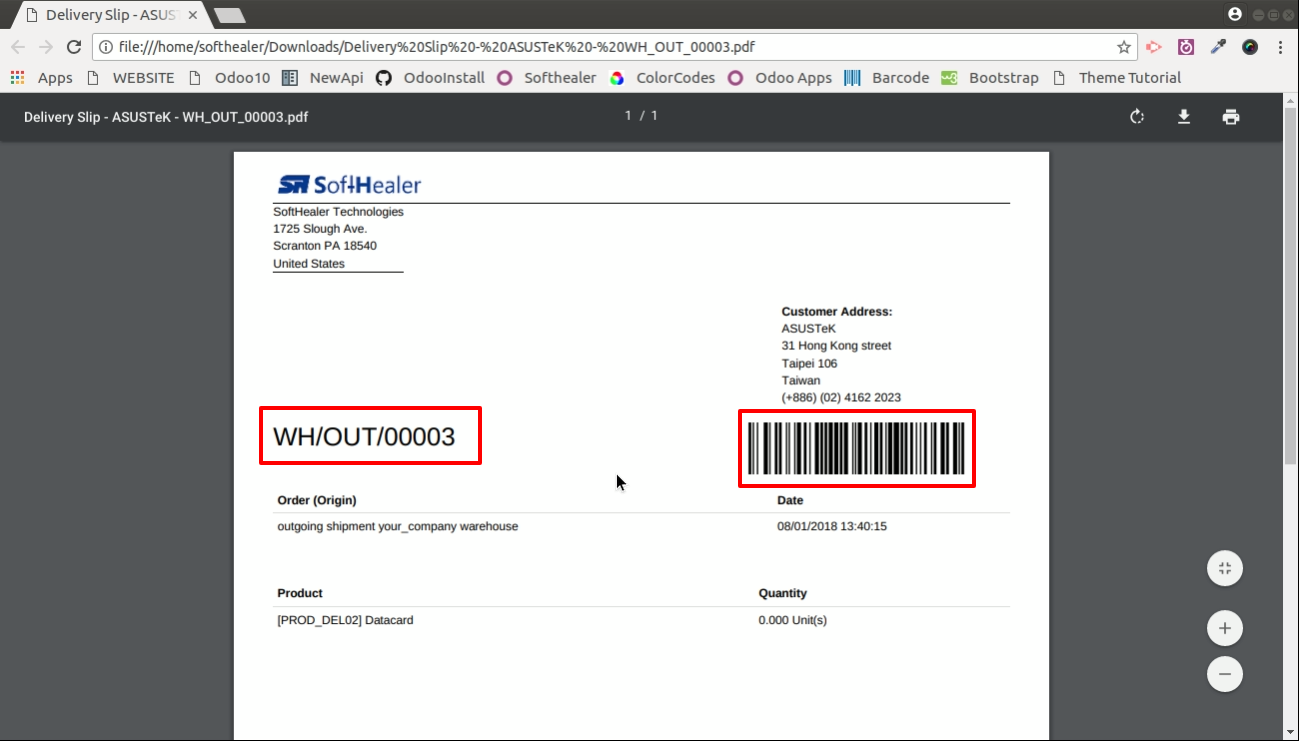 Delivery Slip - ASUS
file:///home/softhealer/Downloads/Delivery%20Slip%20-%20ASUSTeK%20-%20WH_OUT_00003.pdf
Apps WEBSITE Odoo10 NewApi OdooInstall Softhealer ColorCodes Odoo Apps Barcode Bootstrap Theme Tutorial
Delivery Slip - ASUSTeK - WH_OUT_00003.pdf
1 / 1
SoftHealer
SoftHealer Technologies
1725 Slough Ave.
Scranton PA 18540
United States
Customer Address:
ASUSTeK
31 Hong Kong street
Taipei 106
Taiwan
(+886) (02) 4162 2023
WH/OUT/00003
Order (Origin) Date
outgoing shipment your_company warehouse 08/01/2018 13:40:15
Product Quantity
[PROD_DEL02] Datacard 0.000 Unit(s)